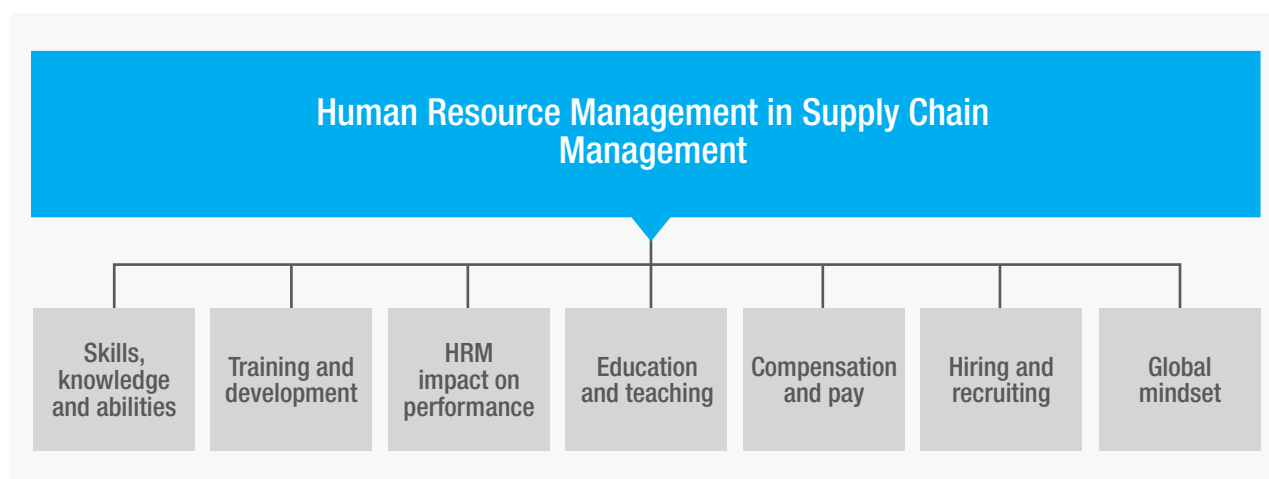 Human Resource Management in Supply Chain
Management
Skills,
knowledge
and abilities
Training and
development
HRM
impact on
performance
Education
and teaching
Compensation
and pay
Hiring and
recruiting
Global
mindset